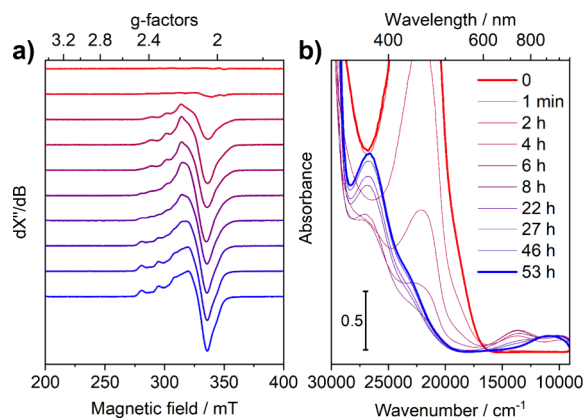 a)
g-factors
3.2 2.8 2.4 2
dX''/dB
200 250 300 350 400
Magnetic field / mT
b)
Wavelength / nm
400 500 600 800
Absorbance
0
1 min
2 h
4 h
6 h
8 h
22 h
27 h
46 h
53 h
0.5
30000 25000 20000 15000 10000
Wavenumber / cm⁻¹